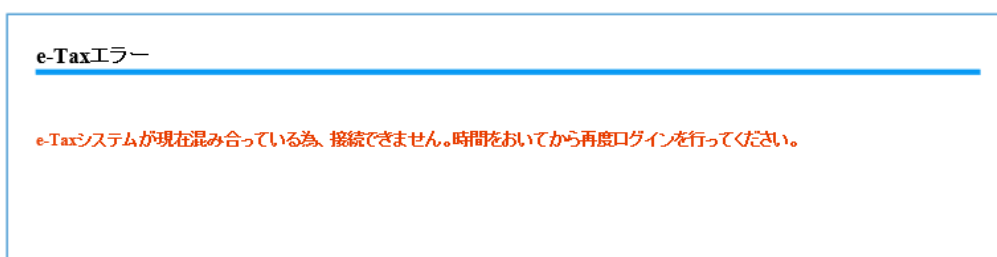 e-Taxエラー
e-Taxシステムが現在混み合っている為、接続できません。時間をおいてから再度ログインを行ってください。